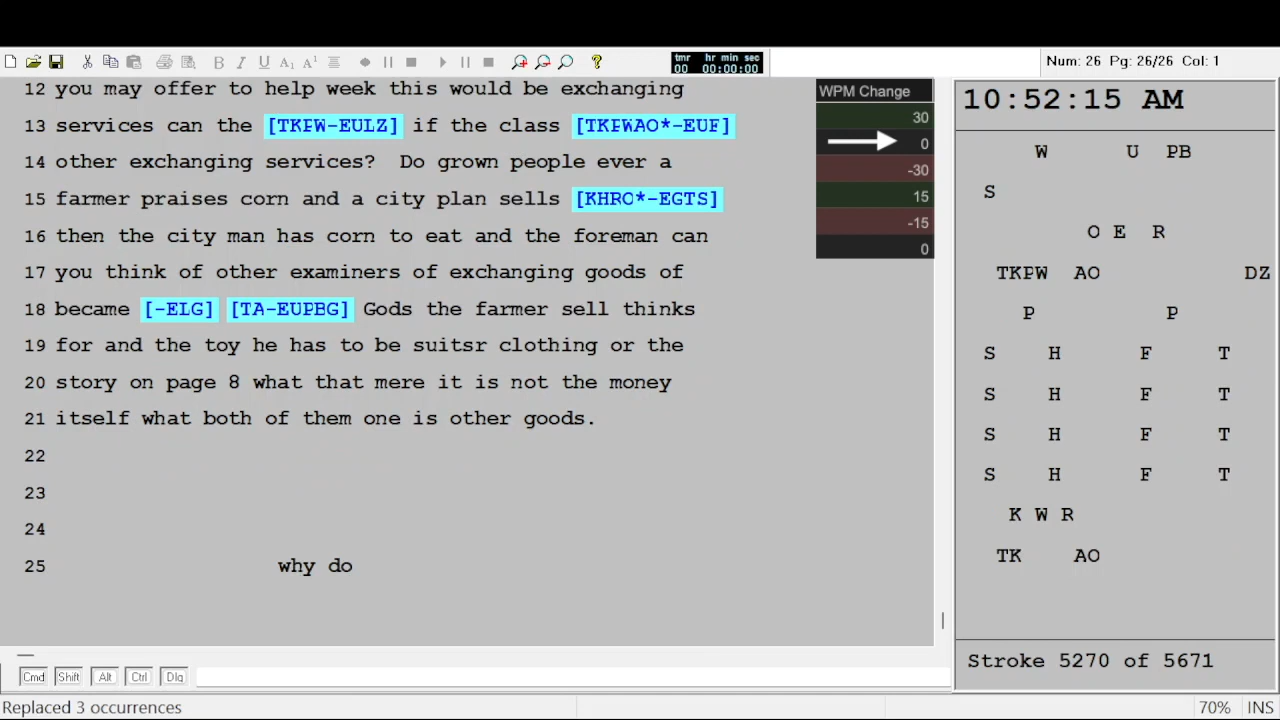 tmr hr min sec
00 00:00:00
Num: 26 Pg: 26/26 Col: 1
12 you may offer to help week this would be exchanging
13 services can the [TKPW-EULZ] if the class [TKPWAO*-EUF]
14 other exchanging services? Do grown people ever a
15 farmer praises corn and a city plan sells [KHRO*-EGTS]
16 then the city man has corn to eat and the foreman can
17 you think of other examiners of exchanging goods of
18 became [-ELG] [TA-EUPBG] Gods the farmer sell thinks
19 for and the toy he has to be suitsr clothing or the
20 story on page 8 what that mere it is not the money
21 itself what both of them one is other goods.
22
23
24
25 why do
WPM Change
30
0
-30
15
-15
0
10:52:15 AM
W U PB
S
O E R
TKPW AO DZ
P P
S H F T
S H F T
S H F T
S H F T
K W R
TK AO
Stroke 5270 of 5671
Cmd Shift Alt Ctrl Dlg
Replaced 3 occurrences
70% INS